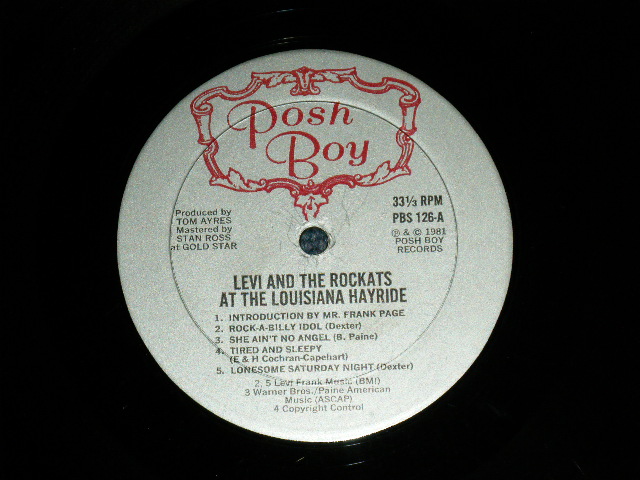 Posh
Boy
33⅓ RPM
PBS 126-A
Produced by
TOM AYRES
Mastered by
STAN ROSS
at GOLD STAR
℗ & © 1981
POSH BOY
RECORDS
LEVI AND THE ROCKATS
AT THE LOUISIANA HAYRIDE
1. INTRODUCTION BY MR. FRANK PAGE
2. ROCK-A-BILLY IDOL (Dexter)
3. SHE AIN'T NO ANGEL (B. Paine)
4. TIRED AND SLEEPY
(E & H Cochran-Capehart)
5. LONESOME SATURDAY NIGHT (Dexter)
2, 5 Levi Frank Music (BMI)
3 Warner Bros./Paine American
Music (ASCAP)
4 Copyright Control